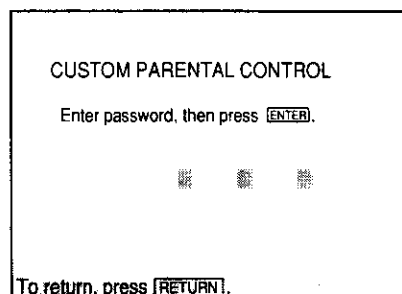 CUSTOM PARENTAL CONTROL
Enter password, then press ENTER.
To return, press RETURN.